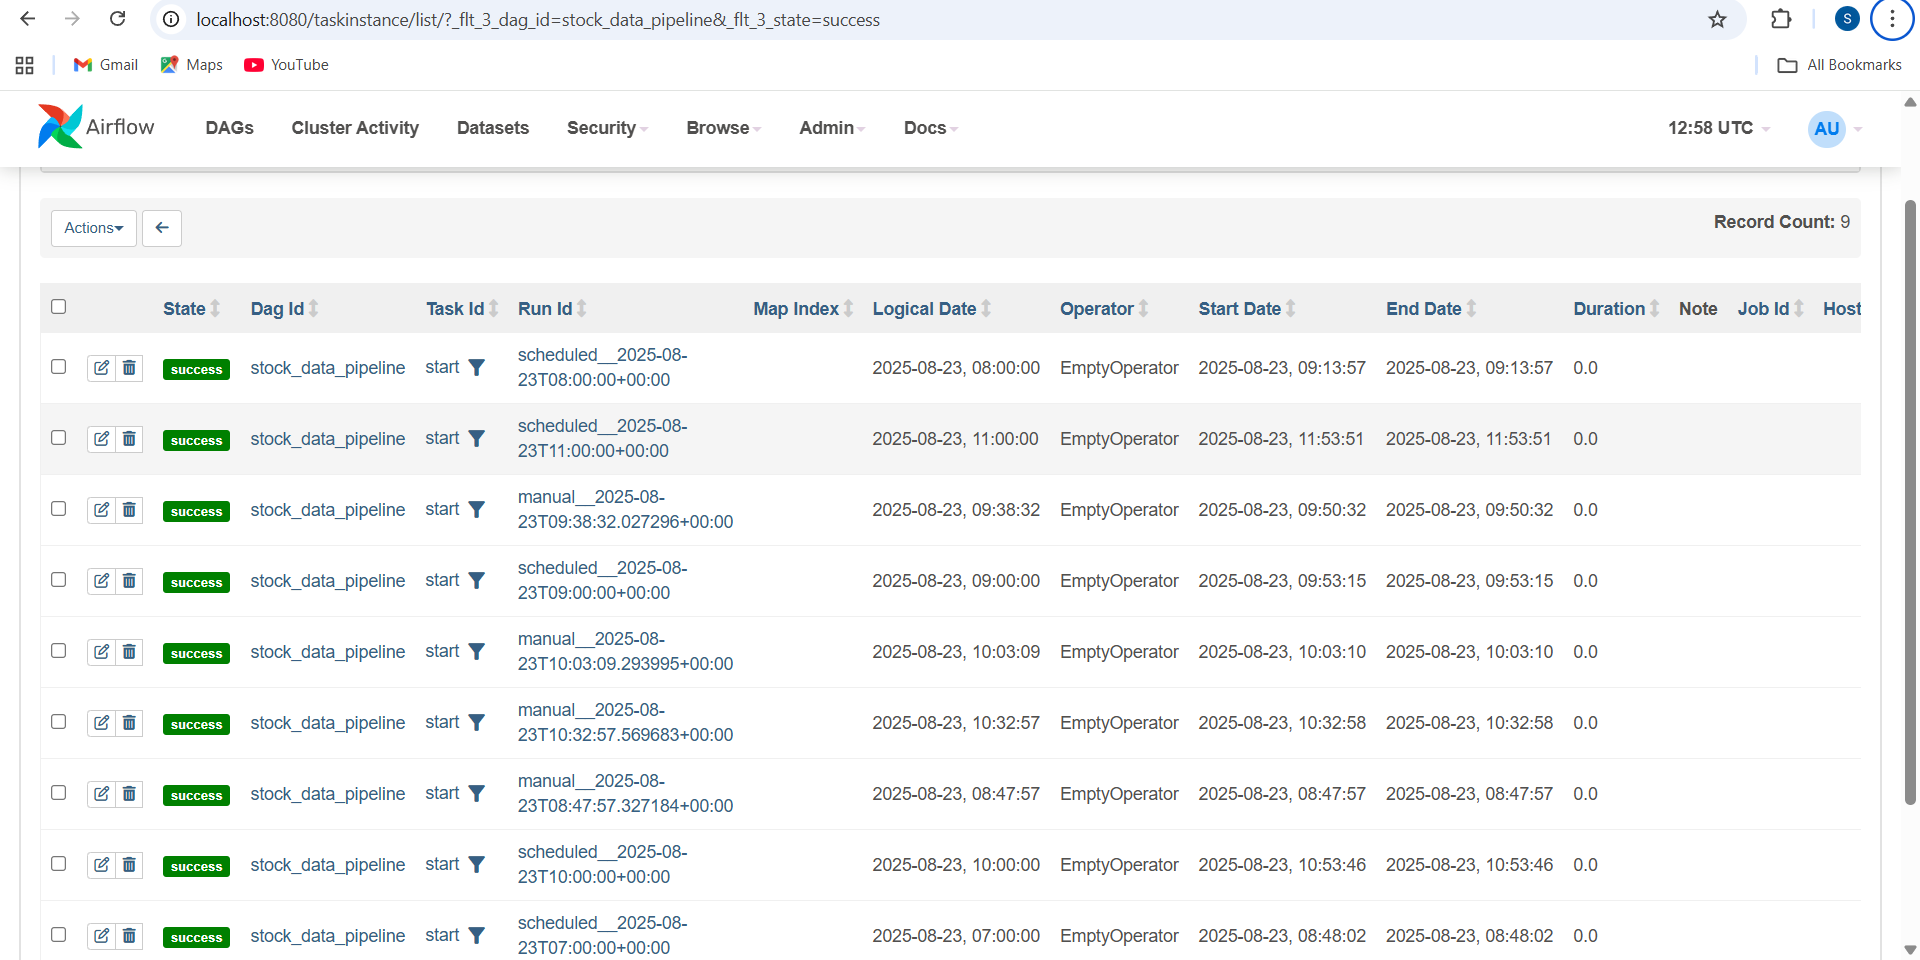 localhost:8080/taskinstance/list/?_flt_3_dag_id=stock_data_pipeline&_flt_3_state=success
S
Gmail Maps YouTube All Bookmarks
Airflow DAGs Cluster Activity Datasets Security Browse Admin Docs 12:58 UTC AU
Actions Record Count: 9
State Dag Id Task Id Run Id Map Index Logical Date Operator Start Date End Date Duration Note Job Id Host
success stock_data_pipeline start scheduled__2025-08-
23T08:00:00+00:00 2025-08-23, 08:00:00 EmptyOperator 2025-08-23, 09:13:57 2025-08-23, 09:13:57 0.0
success stock_data_pipeline start scheduled__2025-08-
23T11:00:00+00:00 2025-08-23, 11:00:00 EmptyOperator 2025-08-23, 11:53:51 2025-08-23, 11:53:51 0.0
success stock_data_pipeline start manual__2025-08-
23T09:38:32.027296+00:00 2025-08-23, 09:38:32 EmptyOperator 2025-08-23, 09:50:32 2025-08-23, 09:50:32 0.0
success stock_data_pipeline start scheduled__2025-08-
23T09:00:00+00:00 2025-08-23, 09:00:00 EmptyOperator 2025-08-23, 09:53:15 2025-08-23, 09:53:15 0.0
success stock_data_pipeline start manual__2025-08-
23T10:03:09.293995+00:00 2025-08-23, 10:03:09 EmptyOperator 2025-08-23, 10:03:10 2025-08-23, 10:03:10 0.0
success stock_data_pipeline start manual__2025-08-
23T10:32:57.569683+00:00 2025-08-23, 10:32:57 EmptyOperator 2025-08-23, 10:32:58 2025-08-23, 10:32:58 0.0
success stock_data_pipeline start manual__2025-08-
23T08:47:57.327184+00:00 2025-08-23, 08:47:57 EmptyOperator 2025-08-23, 08:47:57 2025-08-23, 08:47:57 0.0
success stock_data_pipeline start scheduled__2025-08-
23T10:00:00+00:00 2025-08-23, 10:00:00 EmptyOperator 2025-08-23, 10:53:46 2025-08-23, 10:53:46 0.0
success stock_data_pipeline start scheduled__2025-08-
23T07:00:00+00:00 2025-08-23, 07:00:00 EmptyOperator 2025-08-23, 08:48:02 2025-08-23, 08:48:02 0.0